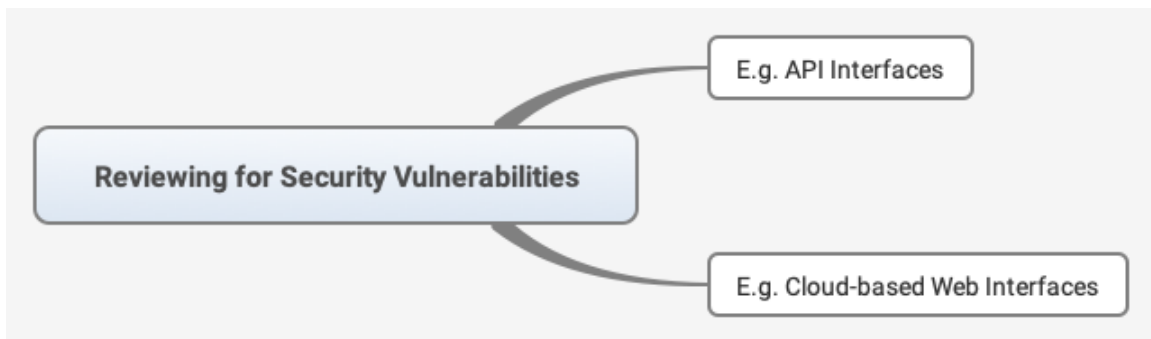 Reviewing for Security Vulnerabilities
E.g. API Interfaces
E.g. Cloud-based Web Interfaces